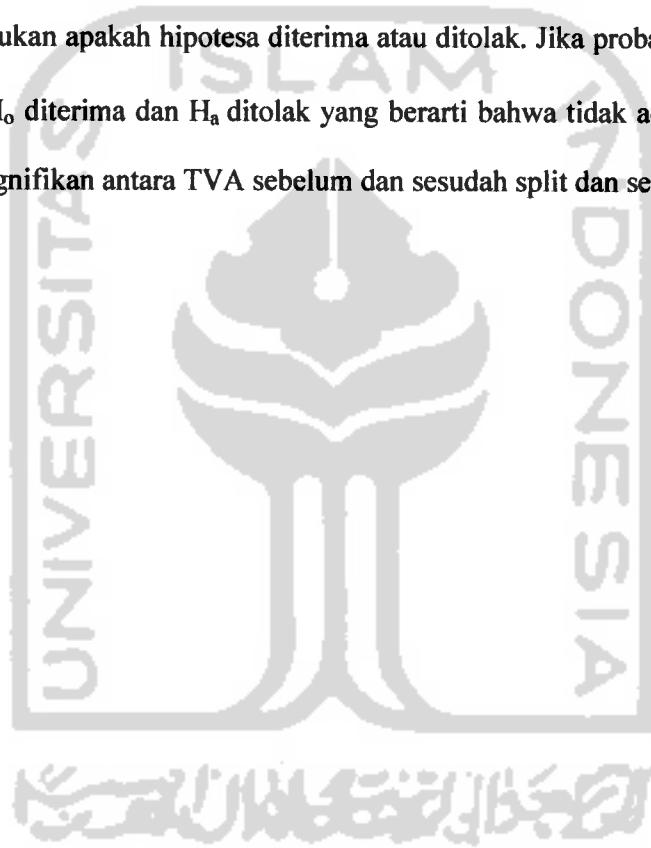 ukan apakah hipotesa diterima atau ditolak. Jika proba
ISLAM
Ho diterima dan Ha ditolak yang berarti bahwa tidak a
gnifikan antara TVA sebelum dan sesudah split dan se
UNIVERSITAS
INDONESIA